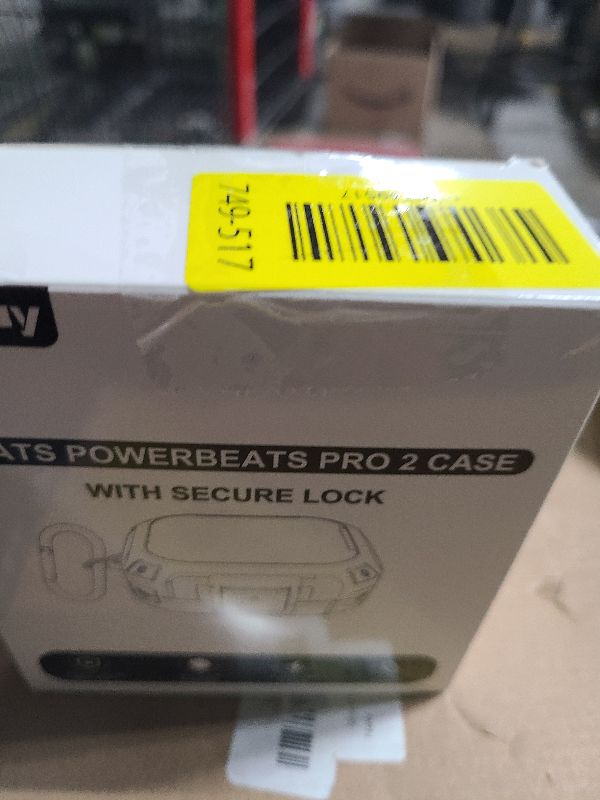 749-517
ATS POWERBEATS PRO 2 CASE
WITH SECURE LOCK